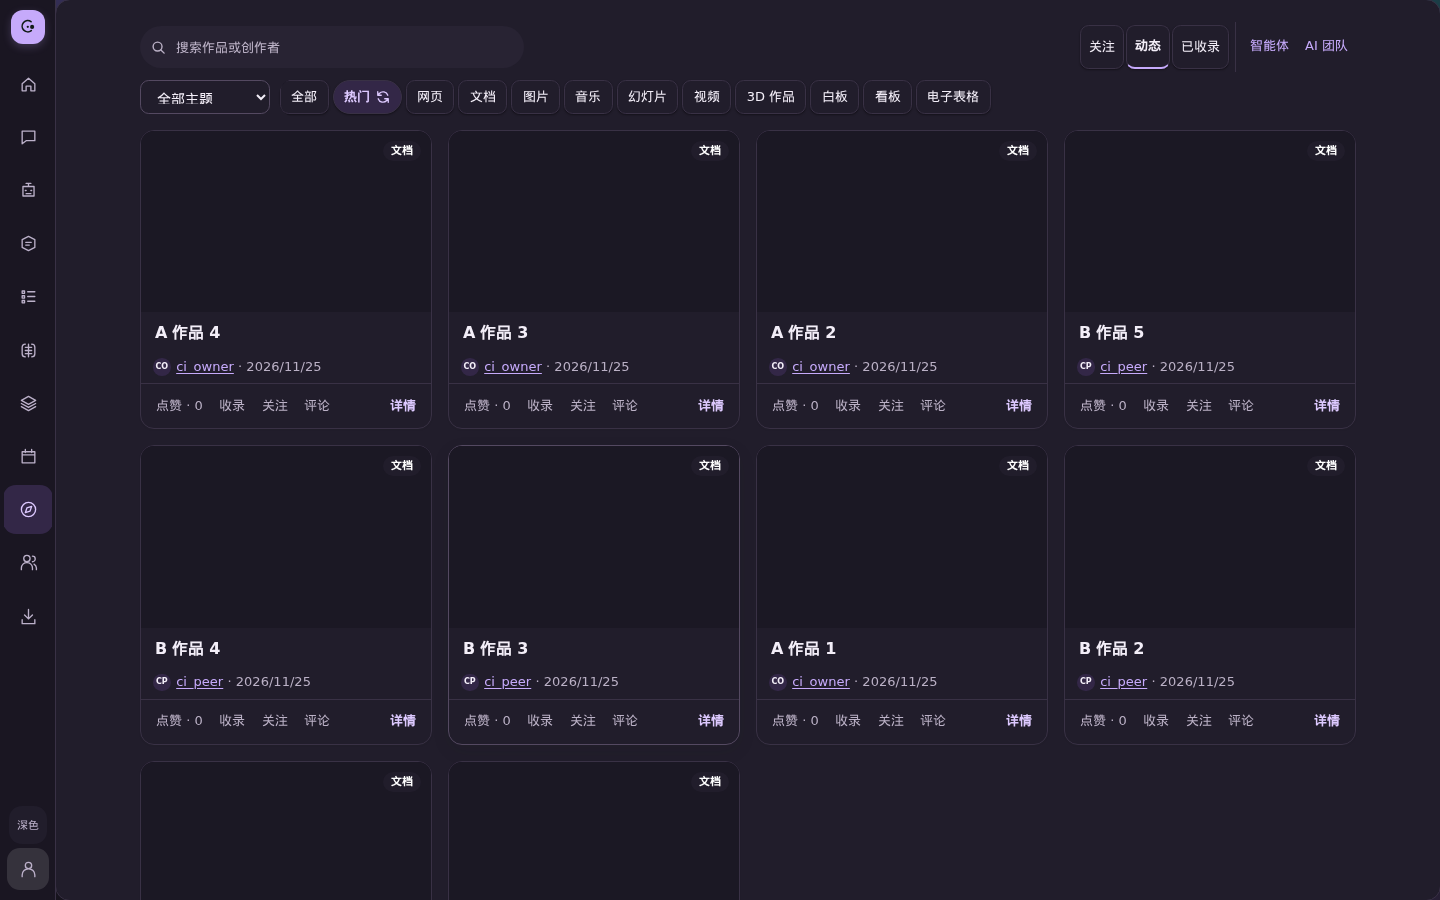 搜索作品或创作者
关注 动态 已收录 智能体 AI 团队
全部主题 全部 热门 网页 文档 图片 音乐 幻灯片 视频 3D 作品 白板 看板 电子表格
文档 文档 文档 文档
A 作品 4 A 作品 3 A 作品 2 B 作品 5
CO ci_owner · 2026/11/25 CO ci_owner · 2026/11/25 CO ci_owner · 2026/11/25 CP ci_peer · 2026/11/25
点赞 · 0 收录 关注 评论 详情 点赞 · 0 收录 关注 评论 详情 点赞 · 0 收录 关注 评论 详情 点赞 · 0 收录 关注 评论 详情
文档 文档 文档 文档
B 作品 4 B 作品 3 A 作品 1 B 作品 2
CP ci_peer · 2026/11/25 CP ci_peer · 2026/11/25 CO ci_owner · 2026/11/25 CP ci_peer · 2026/11/25
点赞 · 0 收录 关注 评论 详情 点赞 · 0 收录 关注 评论 详情 点赞 · 0 收录 关注 评论 详情 点赞 · 0 收录 关注 评论 详情
文档 文档
深色